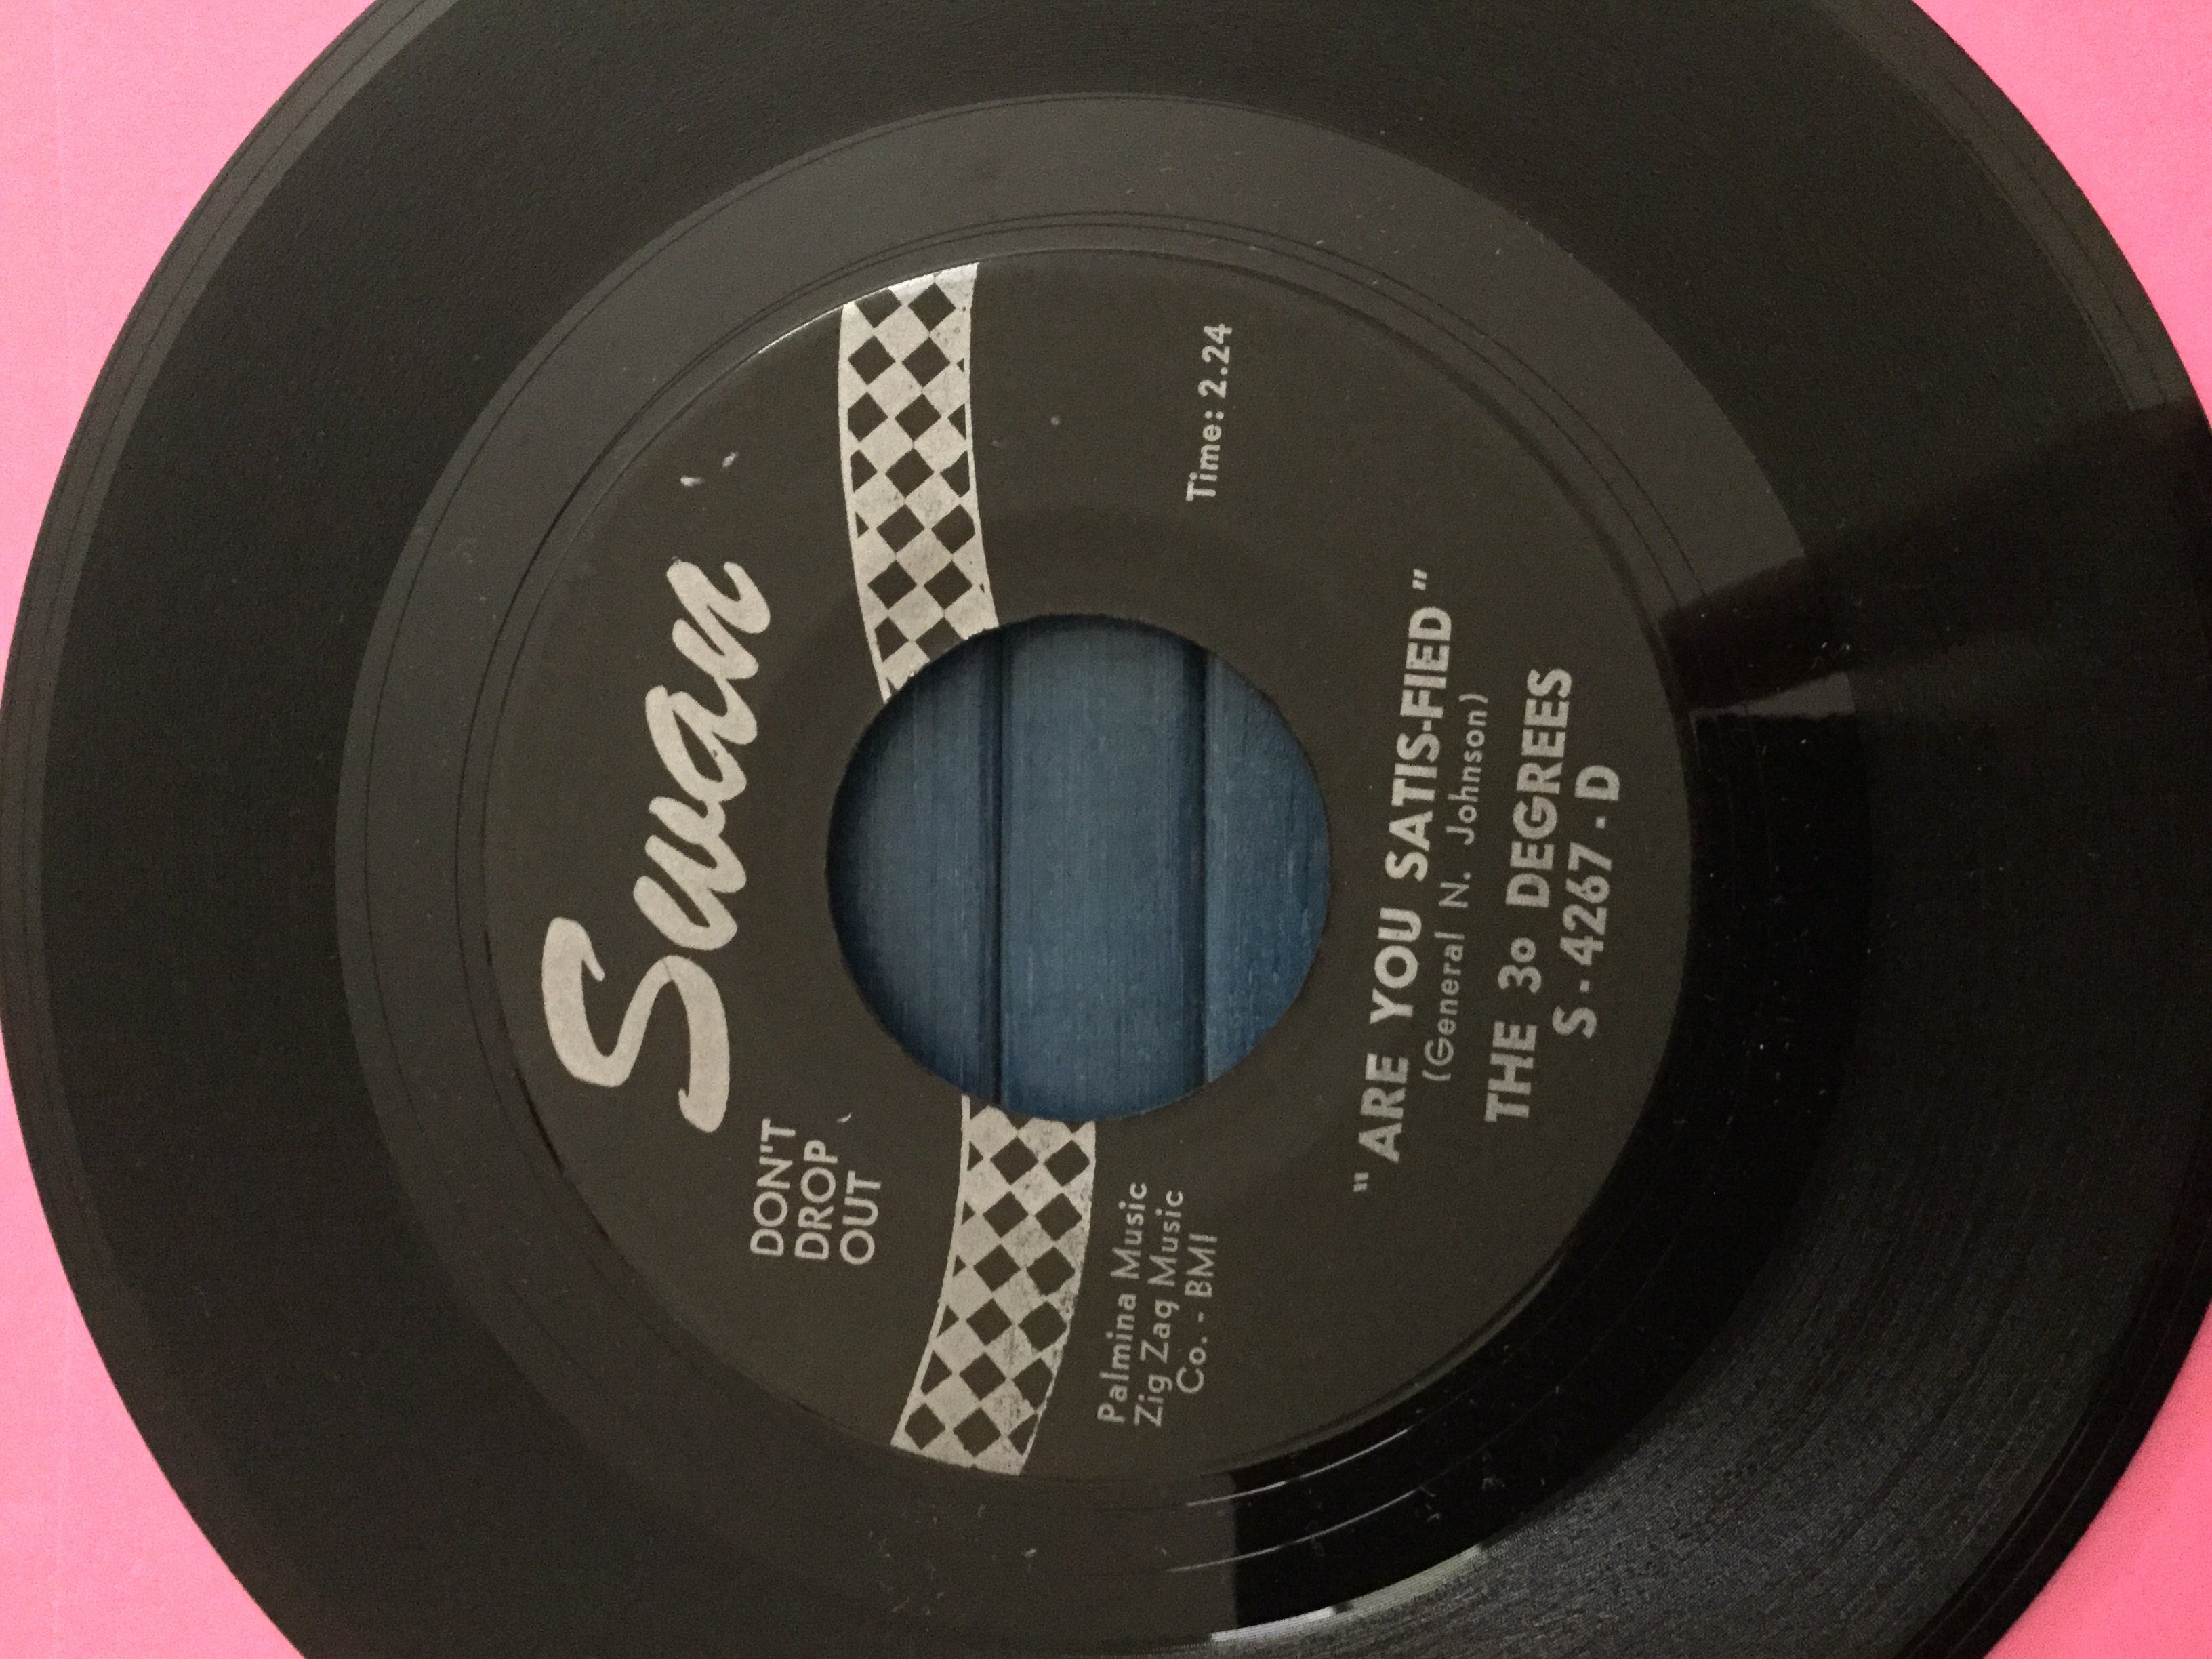 Swan
DON'T
DROP
OUT
Palmina Music
Zig Zag Music
Co. - BMI
Time: 2.24
"ARE YOU SATIS-FIED"
(General N. Johnson)
THE 3o DEGREES
S - 4267 - D